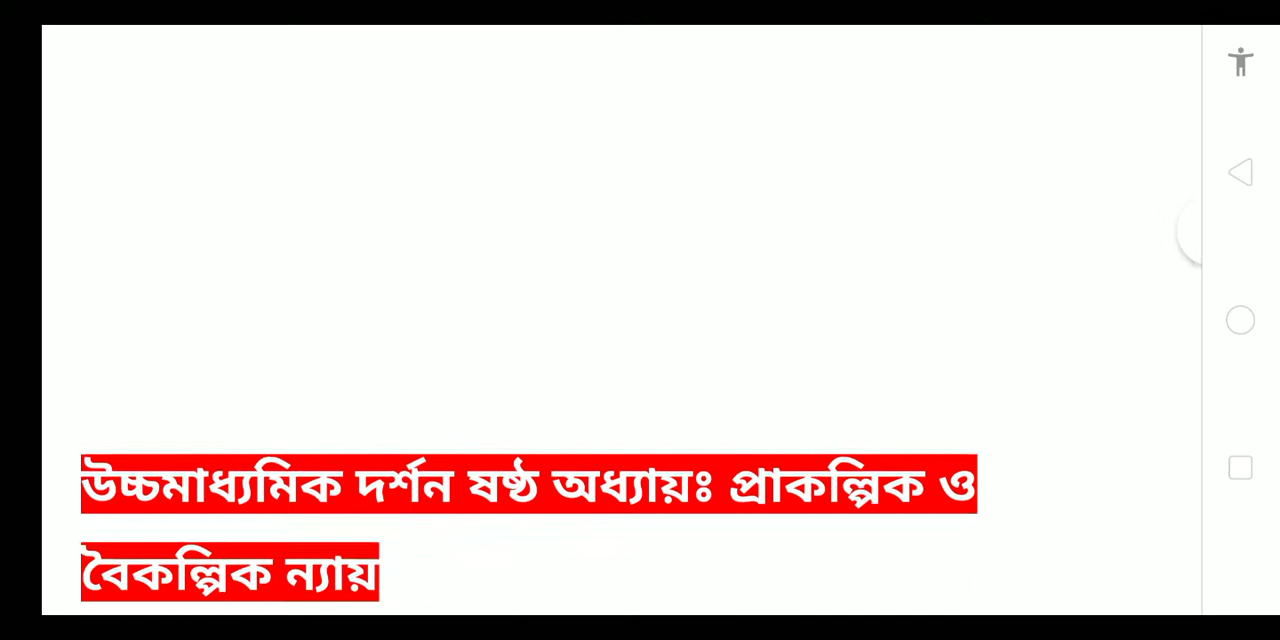 উচ্চমাধ্যমিক দর্শন ষষ্ঠ অধ্যায়ঃ প্রাকল্পিক ও
বৈকল্পিক ন্যায়